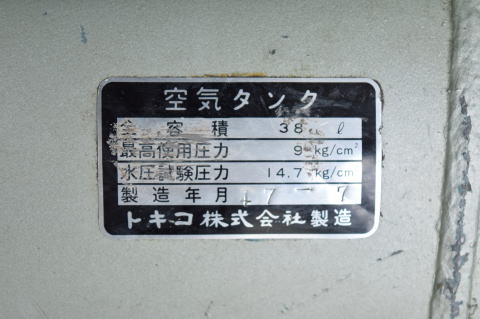 空気タンク
全容積 38 ℓ
最高使用圧力 9 kg/cm²
水圧試験圧力 14.7 kg/cm²
製造年月 7
トキコ株式会社製造